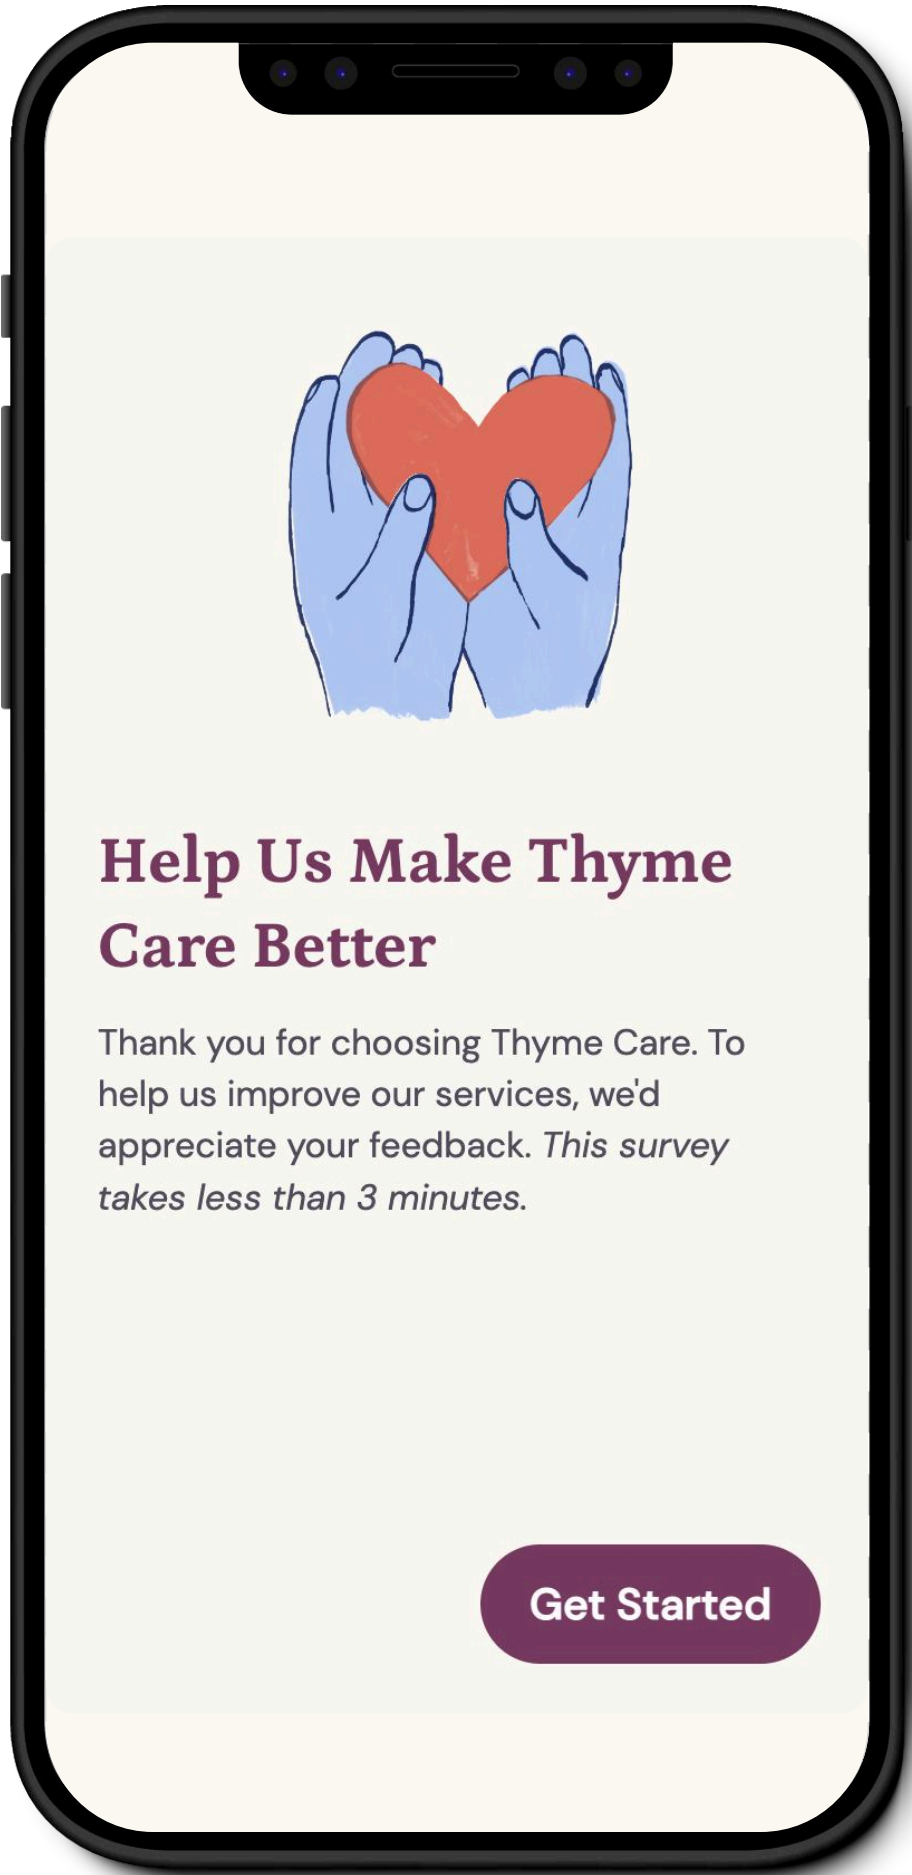 Help Us Make Thyme
Care Better
Thank you for choosing Thyme Care. To
help us improve our services, we'd
appreciate your feedback. This survey
takes less than 3 minutes.
Get Started